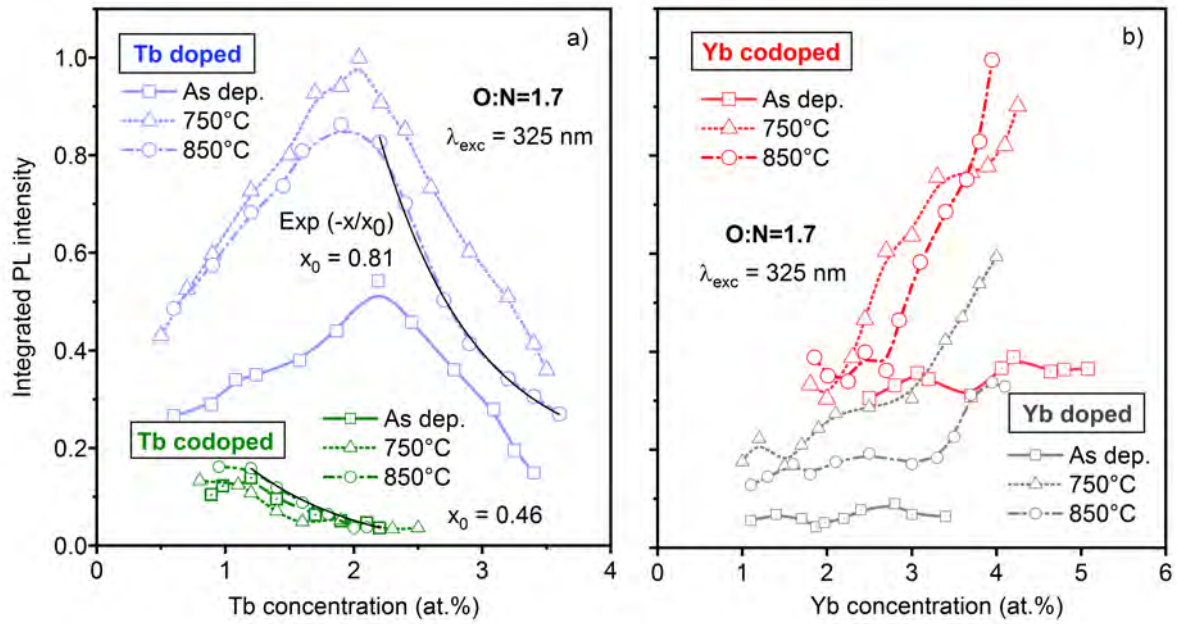 a)
Tb doped
As dep.
750°C
850°C
O:N=1.7
λexc = 325 nm
Exp (-x/x0)
x0 = 0.81
Tb codoped
As dep.
750°C
850°C
x0 = 0.46
Integrated PL intensity
1.0
0.8
0.6
0.4
0.2
0.0
0 1 2 3 4
Tb concentration (at.%)
b)
Yb codoped
As dep.
750°C
850°C
O:N=1.7
λexc = 325 nm
Yb doped
As dep.
750°C
850°C
0 1 2 3 4 5 6
Yb concentration (at.%)